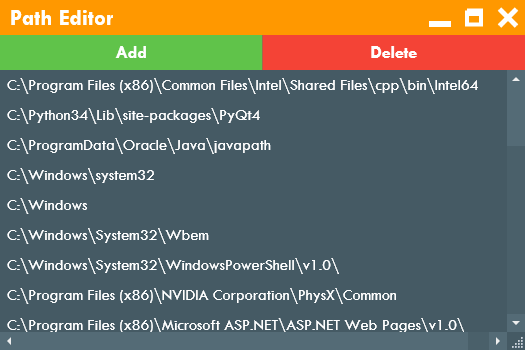 Path Editor
Add Delete
C:\Program Files (x86)\Common Files\Intel\Shared Files\cpp\bin\Intel64
C:\Python34\Lib\site-packages\PyQt4
C:\ProgramData\Oracle\Java\javapath
C:\Windows\system32
C:\Windows
C:\Windows\System32\Wbem
C:\Windows\System32\WindowsPowerShell\v1.0\
C:\Program Files (x86)\NVIDIA Corporation\PhysX\Common
C:\Program Files (x86)\Microsoft ASP.NET\ASP.NET Web Pages\v1.0\